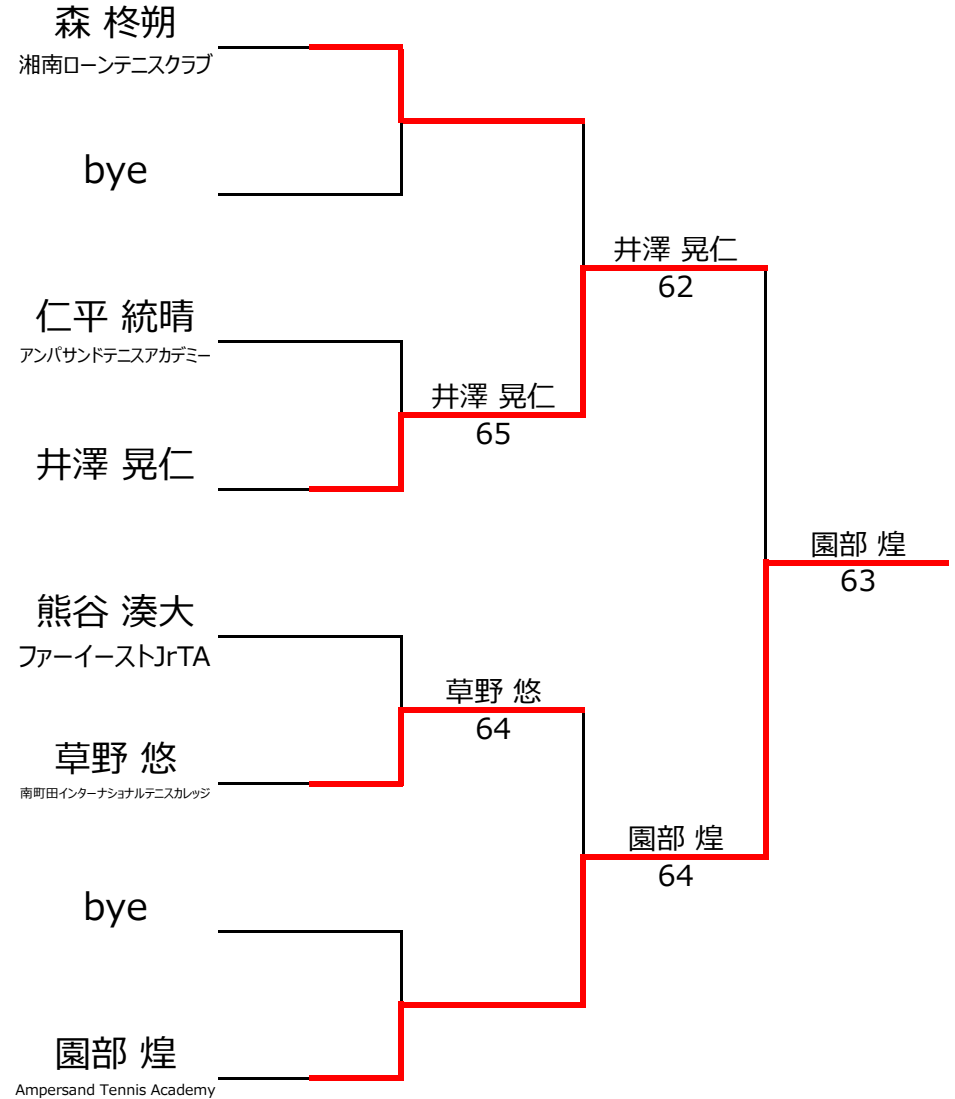 森 柊朔
湘南ローンテニスクラブ
bye
井澤 晃仁
62
仁平 統晴
アンパサンドテニスアカデミー
井澤 晃仁
65
井澤 晃仁
園部 煌
63
熊谷 湊大
ファーイーストJrTA
草野 悠
64
草野 悠
南町田インターナショナルテニスカレッジ
園部 煌
64
bye
園部 煌
Ampersand Tennis Academy